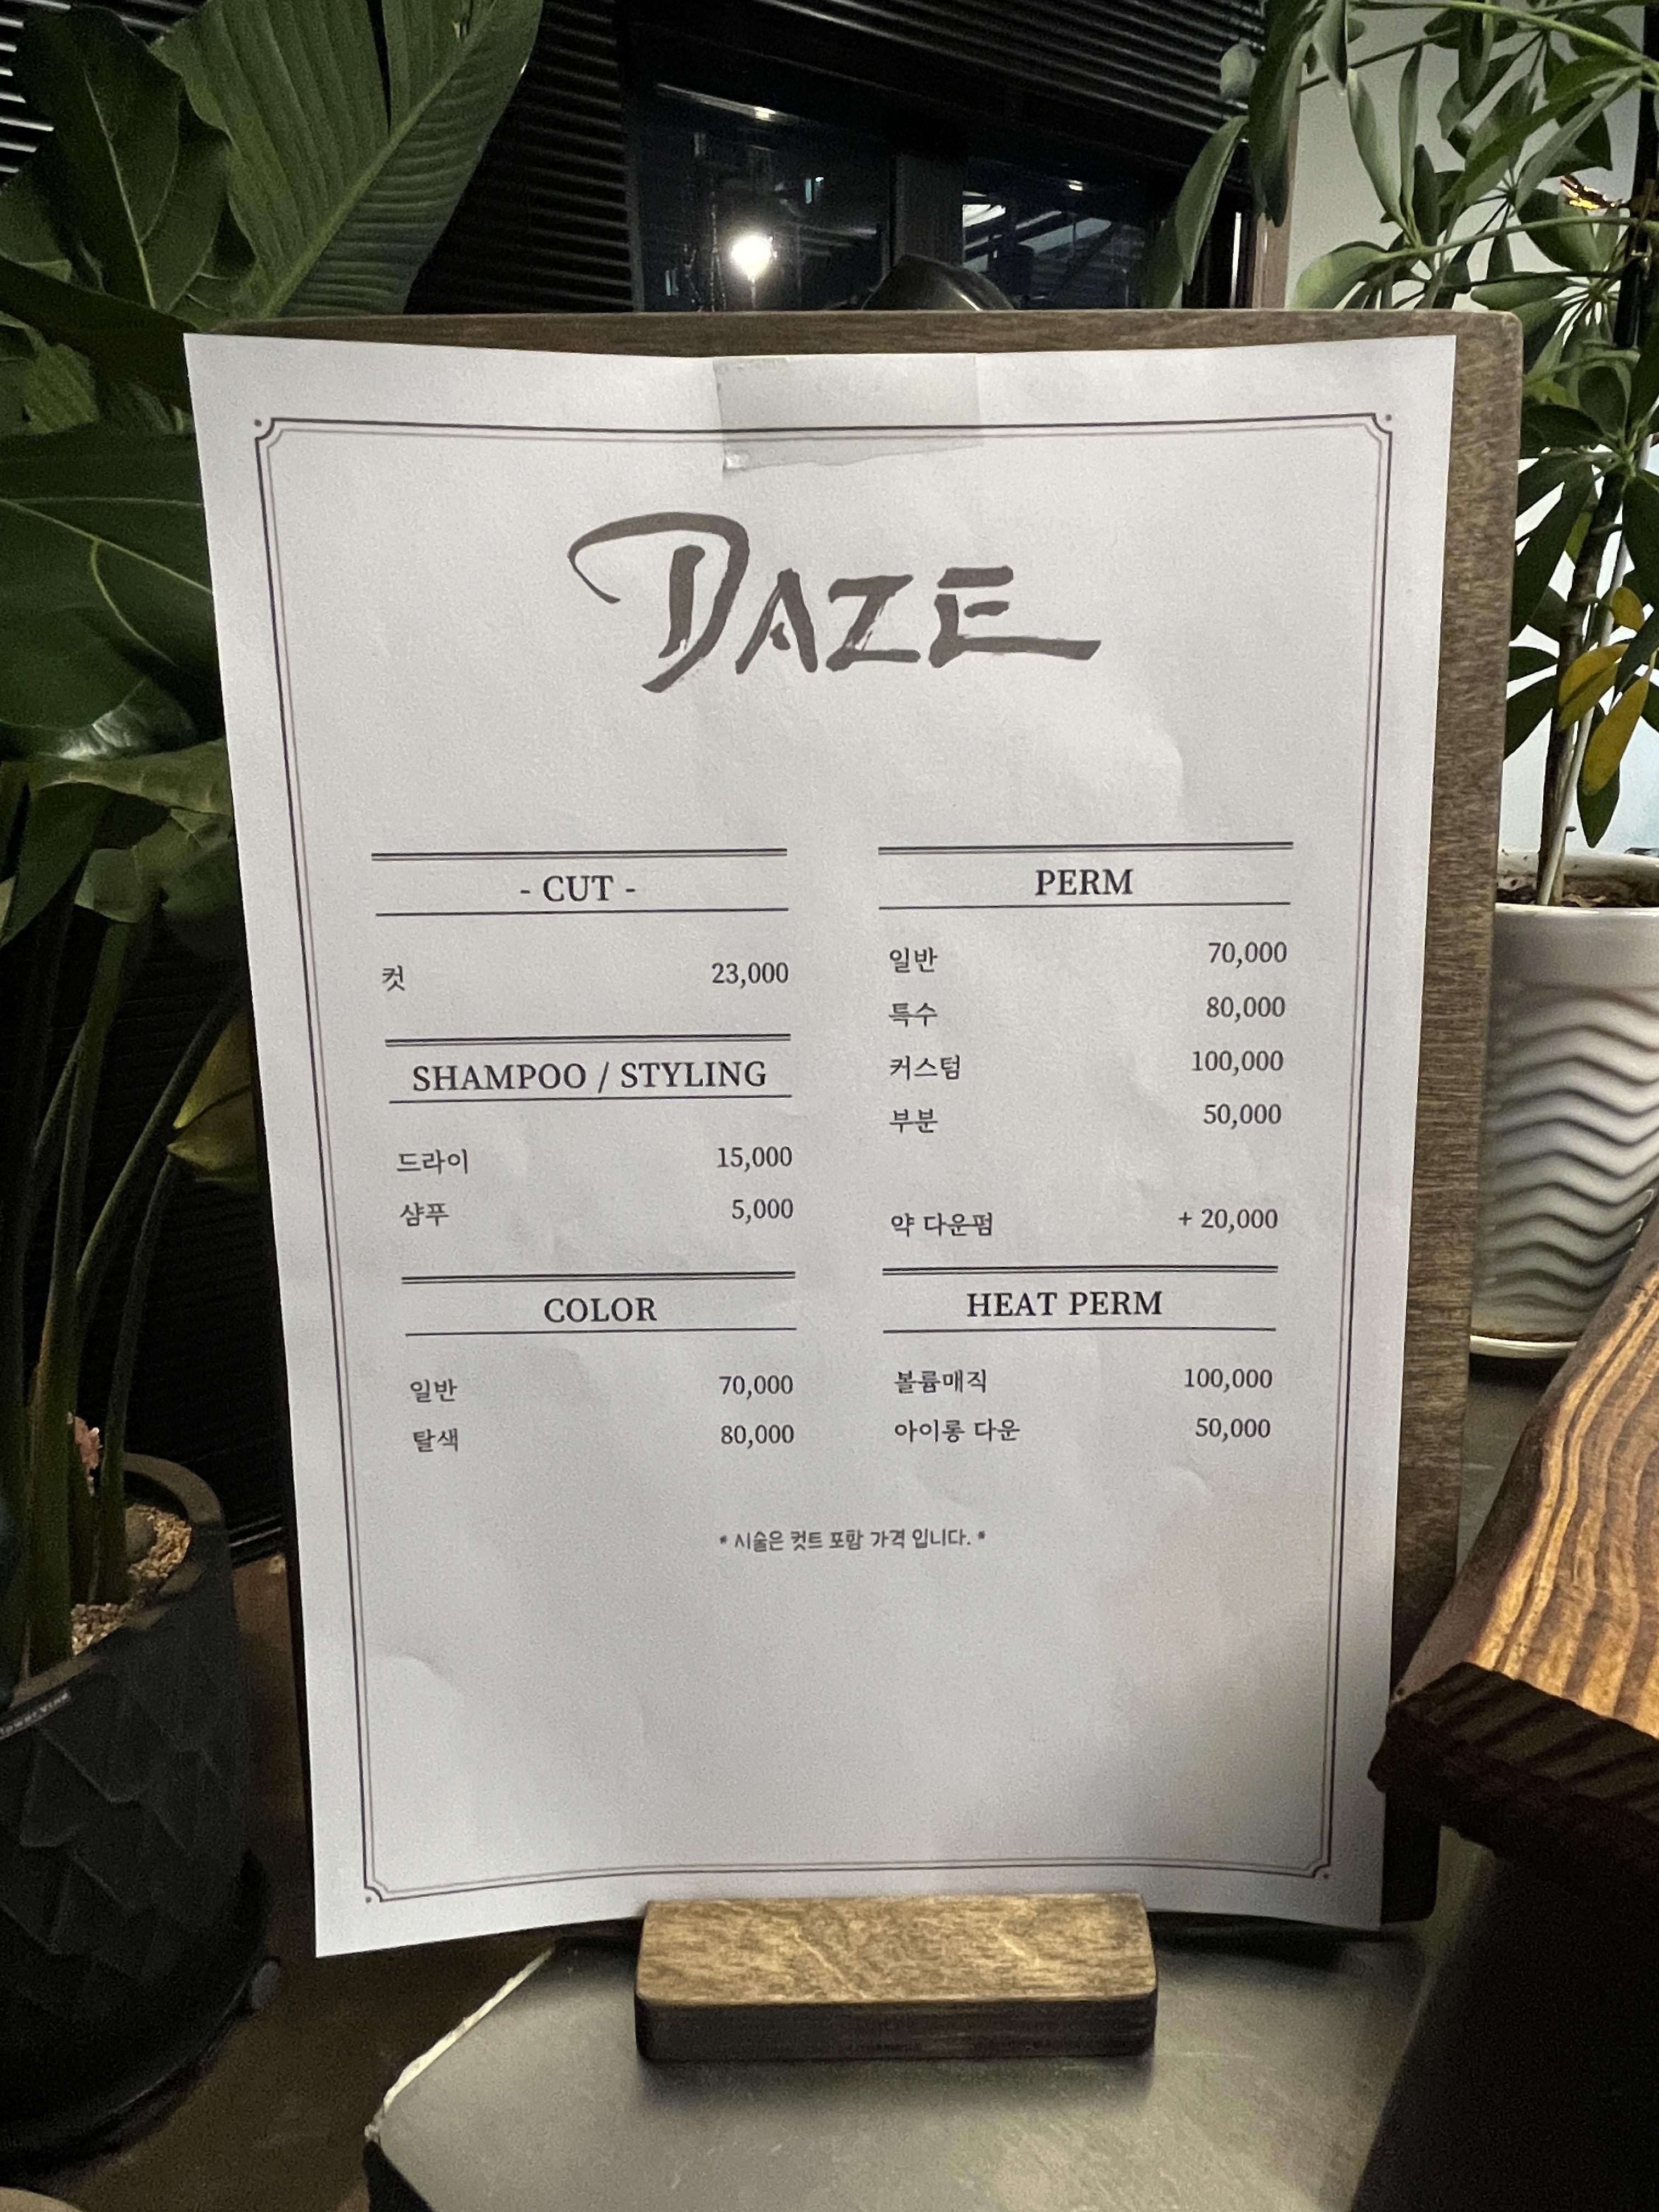 DAZE
- CUT -
컷 23,000
SHAMPOO / STYLING
드라이 15,000
샴푸 5,000
COLOR
일반 70,000
탈색 80,000
PERM
일반 70,000
특수 80,000
커스텀 100,000
부분 50,000
약 다운펌 + 20,000
HEAT PERM
볼륨매직 100,000
아이롱 다운 50,000
* 시술은 컷트 포함 가격 입니다. *